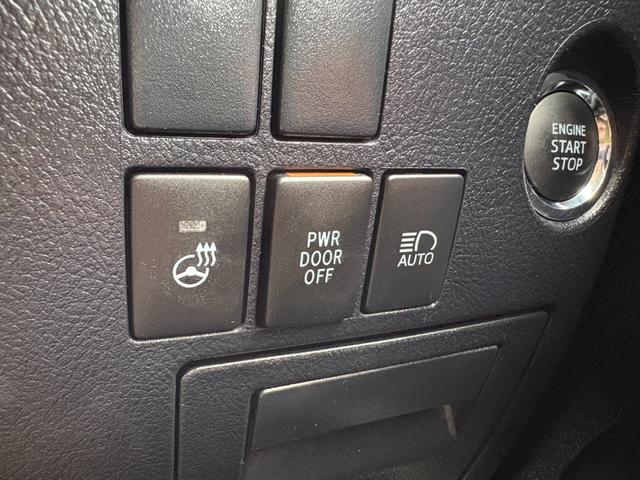 PWR
DOOR
OFF
AUTO
ENGINE
START
STOP